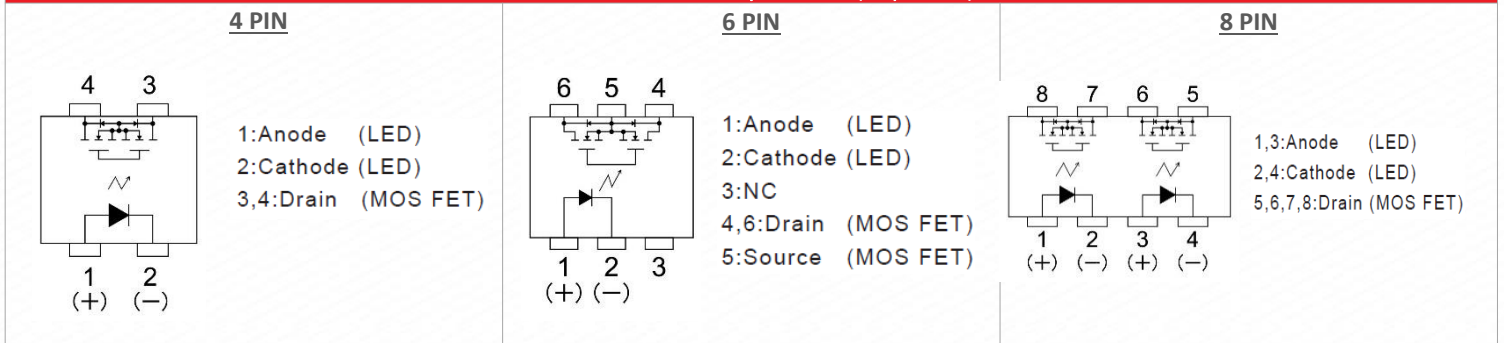 4 PIN
4 3
1:Anode (LED)
2:Cathode (LED)
3,4:Drain (MOS FET)
1 2
(+) (−)
6 PIN
6 5 4
1:Anode (LED)
2:Cathode (LED)
3:NC
4,6:Drain (MOS FET)
5:Source (MOS FET)
1 2 3
(+) (−)
8 PIN
8 7 6 5
1,3:Anode (LED)
2,4:Cathode (LED)
5,6,7,8:Drain (MOS FET)
1 2 3 4
(+) (−) (+) (−)